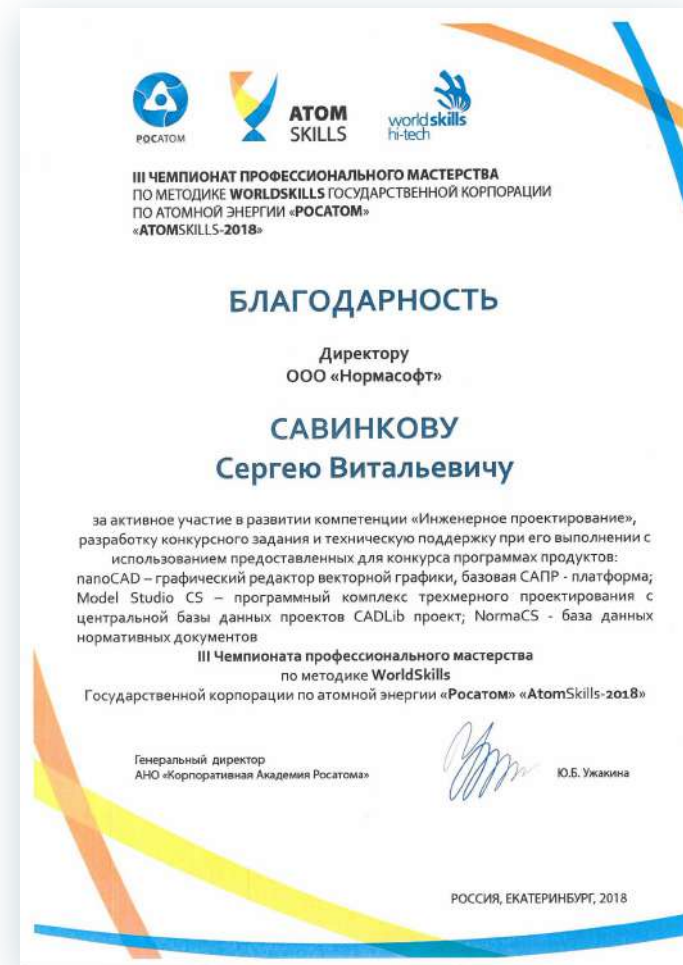 РОСАТОМ
ATOM
SKILLS
worldskills
hi-tech
III ЧЕМПИОНАТ ПРОФЕССИОНАЛЬНОГО МАСТЕРСТВА
ПО МЕТОДИКЕ WORLDSKILLS ГОСУДАРСТВЕННОЙ КОРПОРАЦИИ
ПО АТОМНОЙ ЭНЕРГИИ «РОСАТОМ»
«ATOMSKILLS-2018»
БЛАГОДАРНОСТЬ
Директору
ООО «Нормасофт»
САВИНКОВУ
Сергею Витальевичу
за активное участие в развитии компетенции «Инженерное проектирование»,
разработку конкурсного задания и техническую поддержку при его выполнении с
использованием предоставленных для конкурса программах продуктов:
nanoCAD – графический редактор векторной графики, базовая САПР - платформа;
Model Studio CS – программный комплекс трехмерного проектирования с
центральной базы данных проектов CADLib проект; NormaCS - база данных
нормативных документов
III Чемпионата профессионального мастерства
по методике WorldSkills
Государственной корпорации по атомной энергии «Росатом» «AtomSkills-2018»
Генеральный директор
АНО «Корпоративная Академия Росатома»
Ю.Б. Ужакина
РОССИЯ, ЕКАТЕРИНБУРГ, 2018